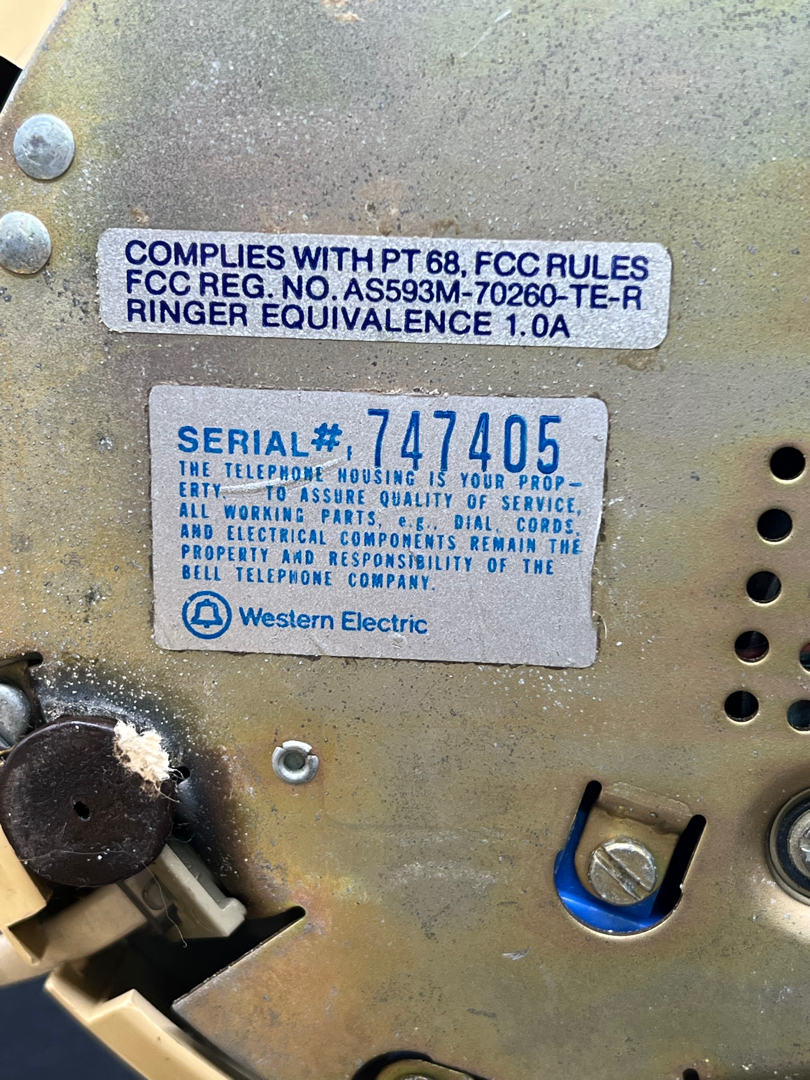 COMPLIES WITH PT 68, FCC RULES
FCC REG. NO. AS593M-70260-TE-R
RINGER EQUIVALENCE 1.0A
SERIAL#, 747405
THE TELEPHONE HOUSING IS YOUR PROP-
ERTY. TO ASSURE QUALITY OF SERVICE,
ALL WORKING PARTS, e.g., DIAL, CORDS,
AND ELECTRICAL COMPONENTS REMAIN THE
PROPERTY AND RESPONSIBILITY OF THE
BELL TELEPHONE COMPANY.
Western Electric